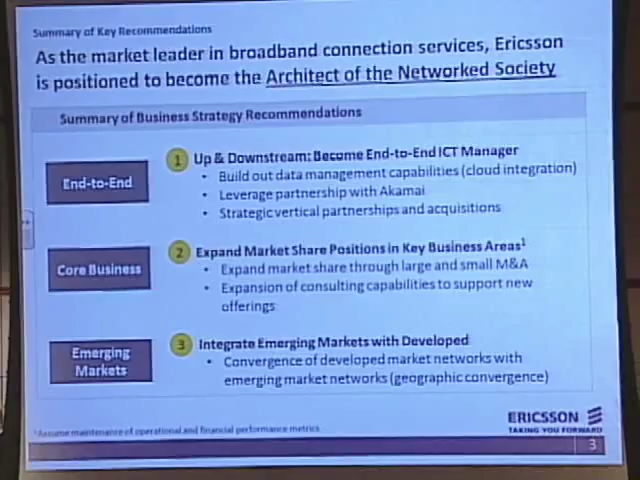 Summary of Key Recommendations
As the market leader in broadband connection services, Ericsson
is positioned to become the Architect of the Networked Society
Summary of Business Strategy Recommendations
End-to-End
1 Up & Downstream: Become End-to-End ICT Manager
• Build out data management capabilities (cloud integration)
• Leverage partnership with Akamai
• Strategic vertical partnerships and acquisitions
Core Business
2 Expand Market Share Positions in Key Business Areas¹
• Expand market share through large and small M&A
• Expansion of consulting capabilities to support new
offerings
Emerging
Markets
3 Integrate Emerging Markets with Developed
• Convergence of developed market networks with
emerging market networks (geographic convergence)
¹Assume maintenance of operational and financial performance metrics
ERICSSON
TAKING YOU FORWARD
3